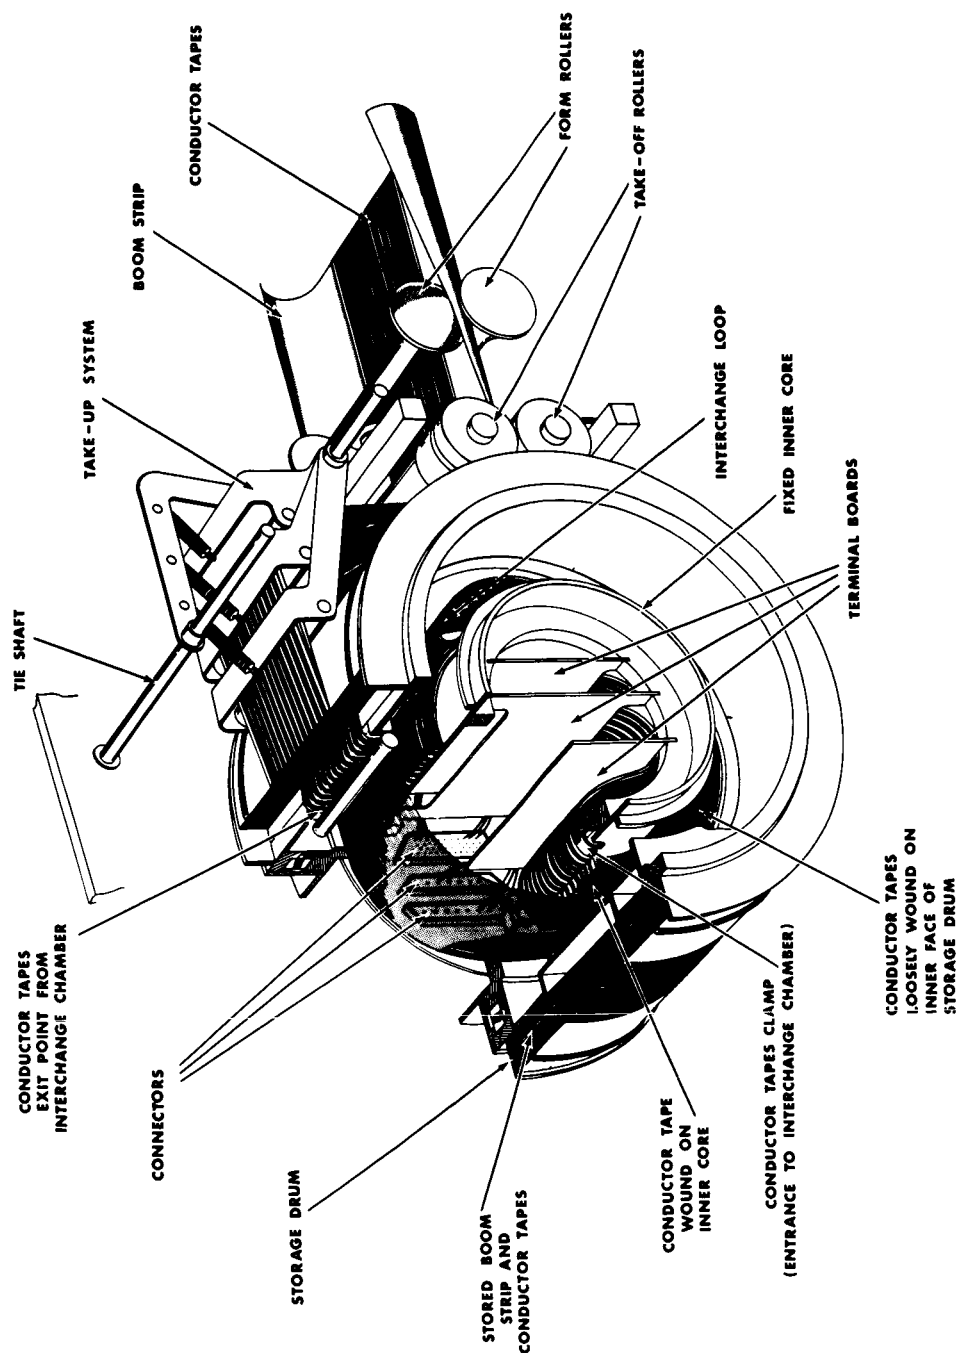 TIE SHAFT
TAKE-UP SYSTEM
BOOM STRIP
CONDUCTOR TAPES
FORM ROLLERS
TAKE-OFF ROLLERS
INTERCHANGE LOOP
FIXED INNER CORE
TERMINAL BOARDS
CONDUCTOR TAPES
EXIT POINT FROM
INTERCHANGE CHAMBER
CONNECTORS
STORAGE DRUM
STORED BOOM
STRIP AND
CONDUCTOR TAPES
CONDUCTOR TAPE
WOUND ON
INNER CORE
CONDUCTOR TAPES CLAMP
(ENTRANCE TO INTERCHANGE CHAMBER)
CONDUCTOR TAPES
LOOSELY WOUND ON
INNER FACE OF
STORAGE DRUM